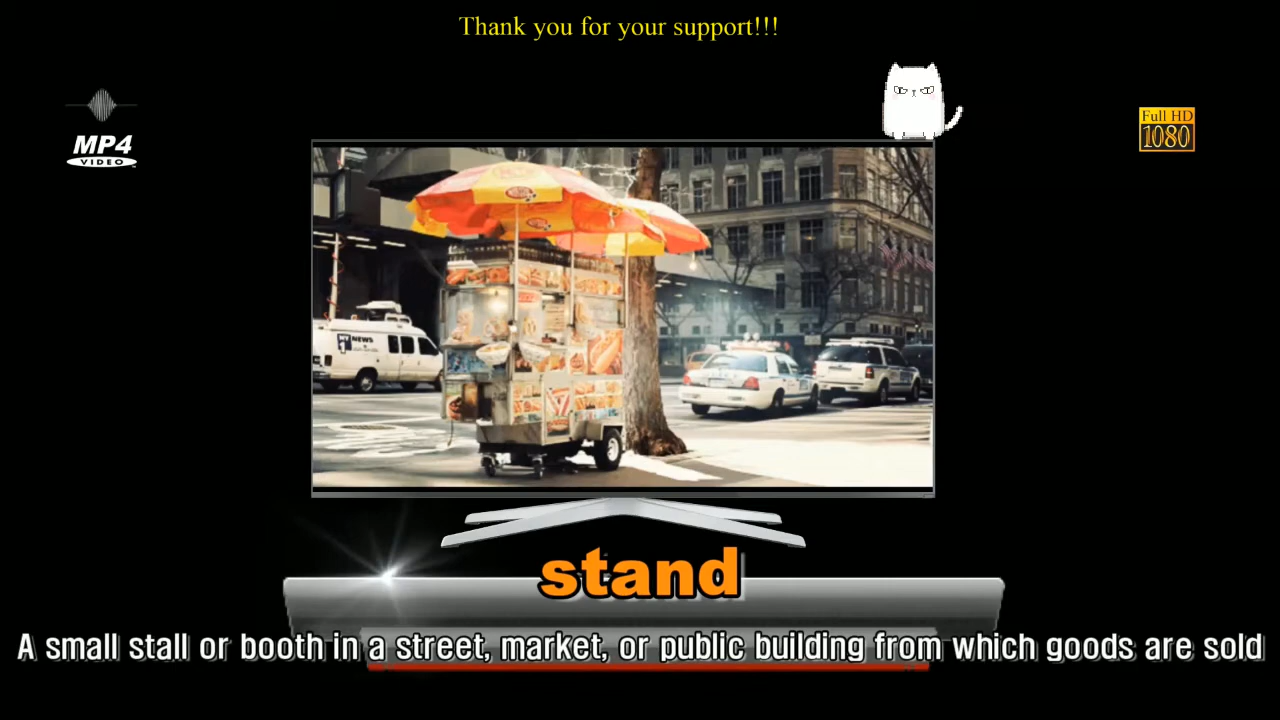 Thank you for your support!!!
MP4
VIDEO
Full HD
1080
NEWS
stand
A small stall or booth in a street, market, or public building from which goods are sold